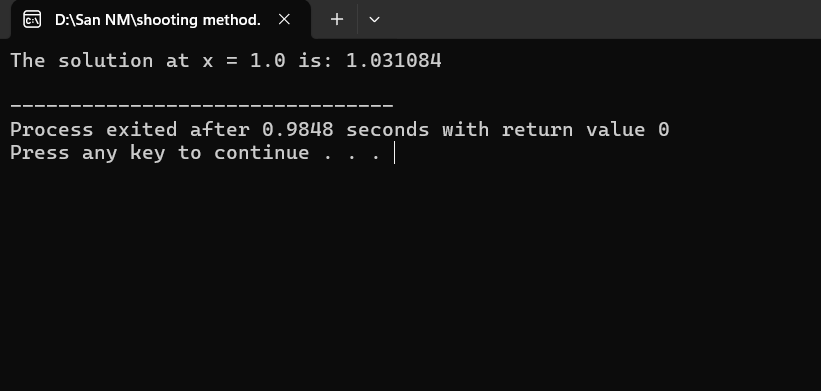 D:\San NM\shooting method.
The solution at x = 1.0 is: 1.031084
--------------------------------
Process exited after 0.9848 seconds with return value 0
Press any key to continue . . .